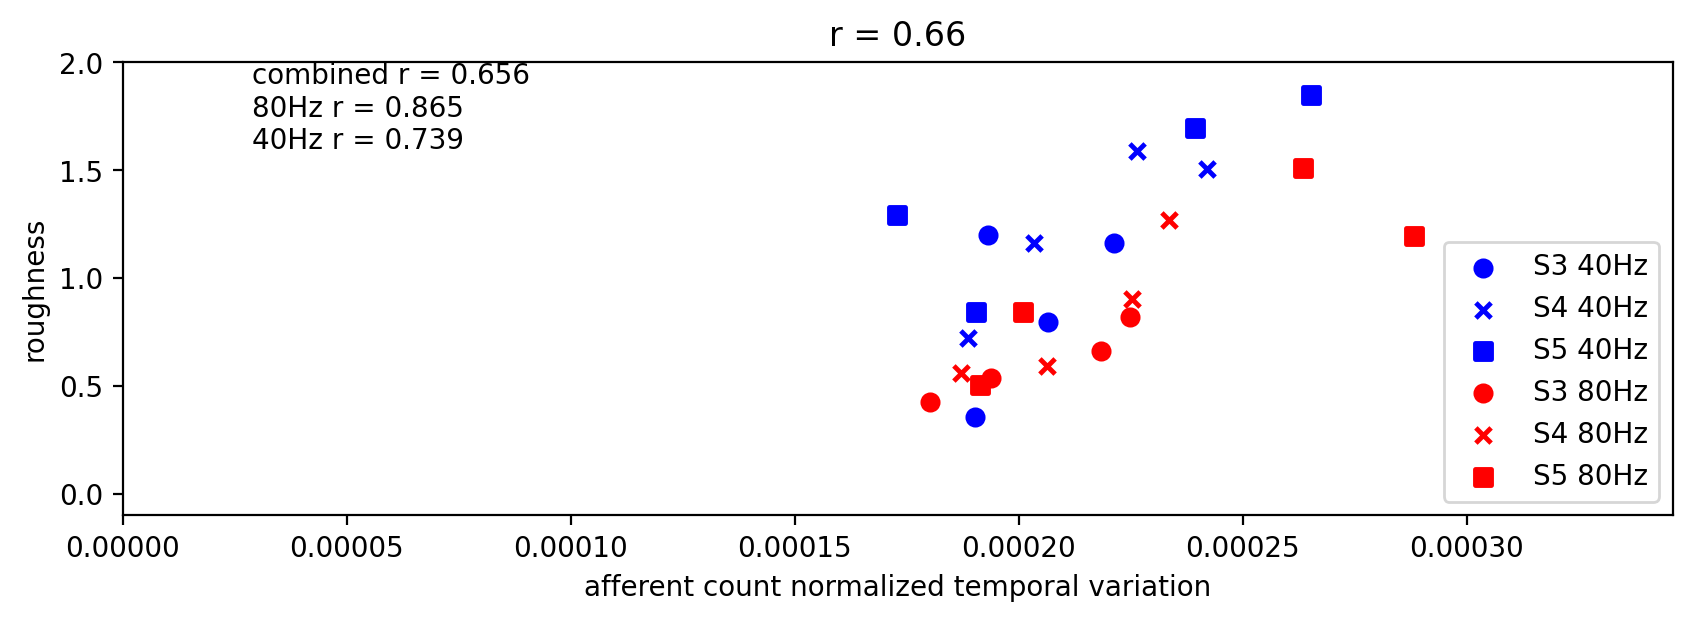 r = 0.66
combined r = 0.656
80Hz r = 0.865
40Hz r = 0.739
2.0
1.5
1.0
0.5
0.0
roughness
S3 40Hz
S4 40Hz
S5 40Hz
S3 80Hz
S4 80Hz
S5 80Hz
0.00000 0.00005 0.00010 0.00015 0.00020 0.00025 0.00030
afferent count normalized temporal variation